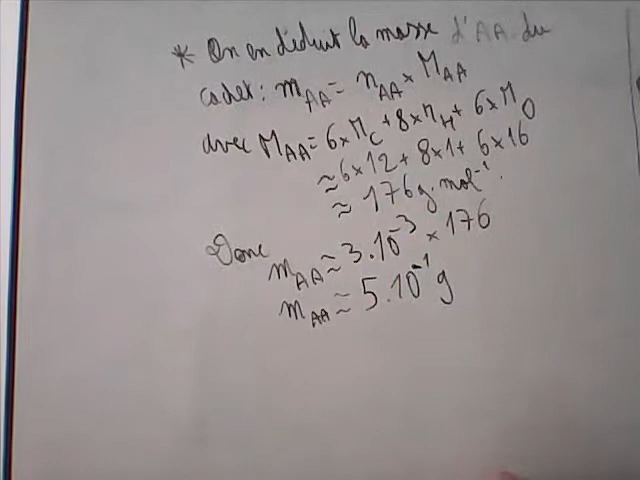 * On en déduit la masse d'AA du
cadet : m_AA = n_AA × M_AA
avec M_AA = 6×M_C + 8×M_H + 6×M_O
≈ 6×12 + 8×1 + 6×16
≈ 176 g.mol⁻¹.
Donc m_AA ≈ 3.10⁻³ × 176
m_AA ≈ 5.10⁻¹ g